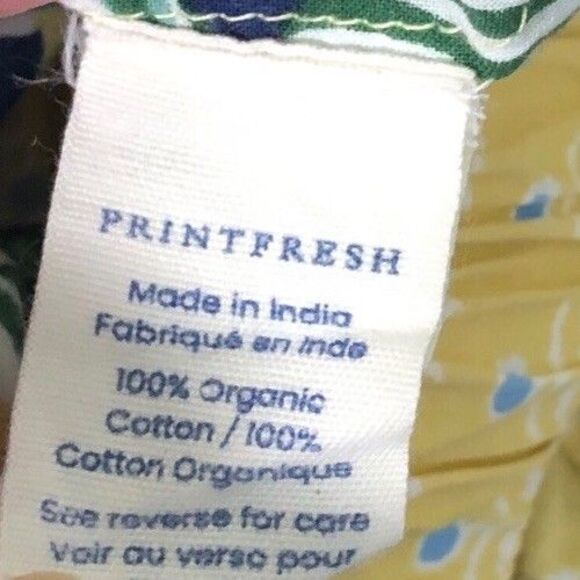 PRINTFRESH
Made in India
Fabriqué en Inde
100% Organic
Cotton / 100%
Cotton Organique
See reverse for care
Voir au verso pour